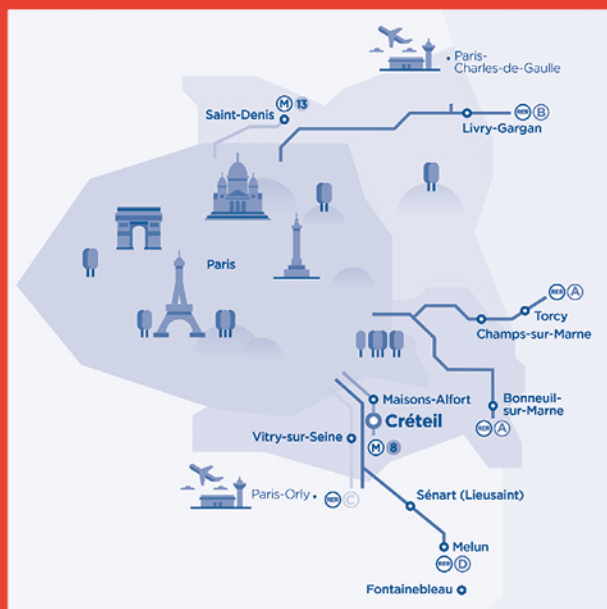 Paris-
Charles-de-Gaulle
M 13
Saint-Denis
RER B
Livry-Gargan
Paris
RER A
Torcy
Champs-sur-Marne
Maisons-Alfort
Bonneuil-
sur-Marne
Créteil
RER A
Vitry-sur-Seine
M 8
Paris-Orly
RER C
Sénart (Lieusaint)
Melun
RER D
Fontainebleau